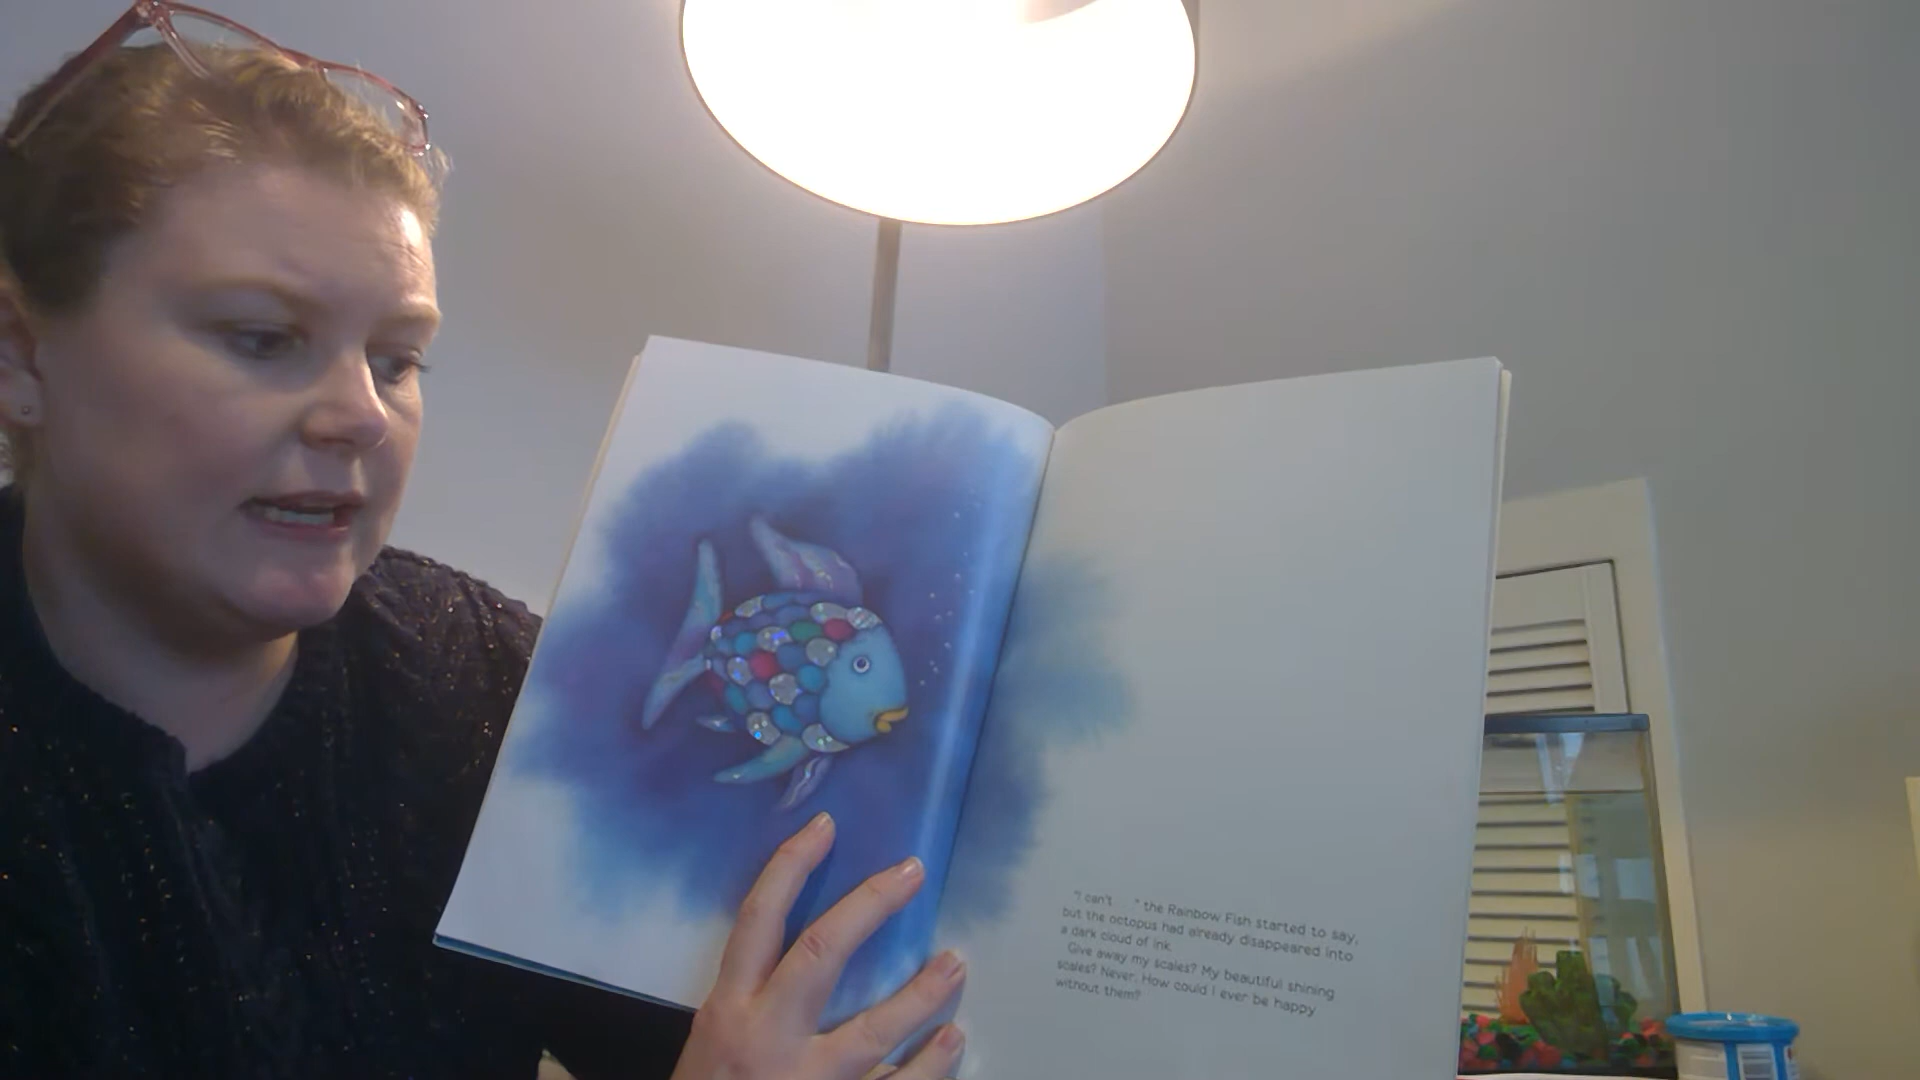 "I can't . . . " the Rainbow Fish started to say,
but the octopus had already disappeared into
a dark cloud of ink.
Give away my scales? My beautiful shining
scales? Never. How could I ever be happy
without them?